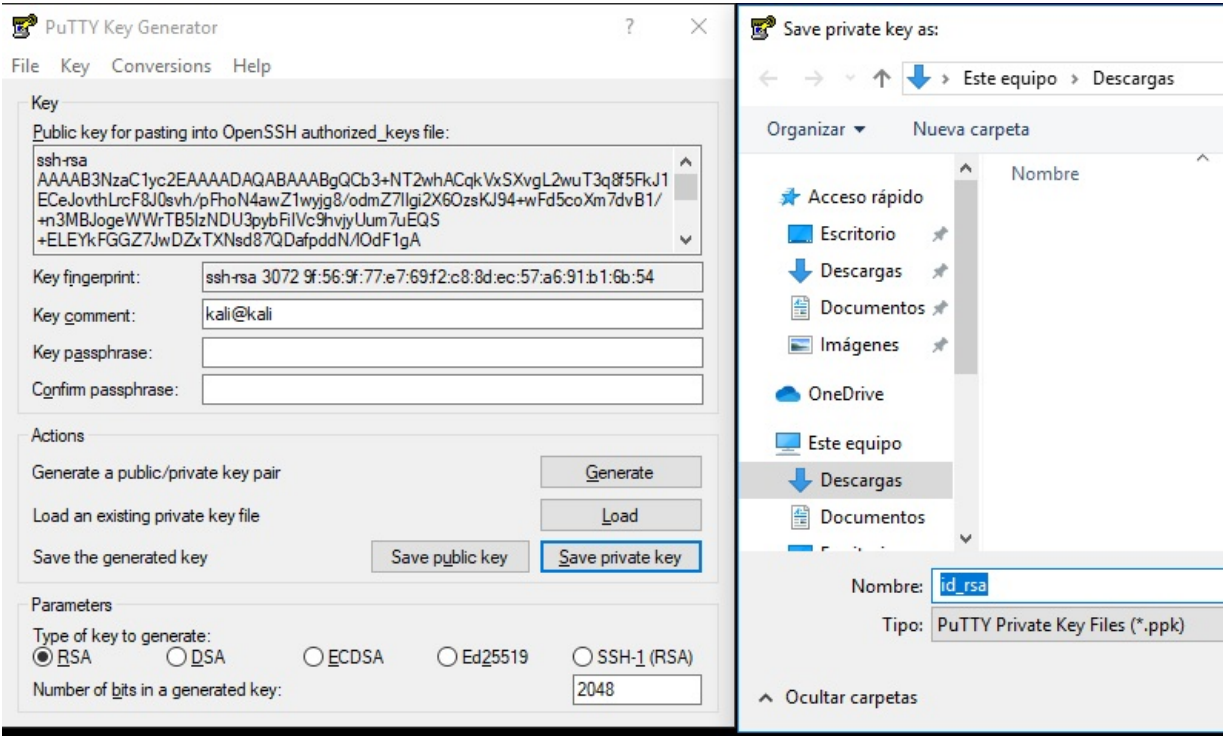 PuTTY Key Generator
File Key Conversions Help
Key
Public key for pasting into OpenSSH authorized_keys file:
ssh-rsa
AAAAB3NzaC1yc2EAAAADAQABAAABgQCb3+NT2whACqkVxSXvgL2wuT3q8f5FkJ1
ECeJovthLrcF8J0svh/pFhoN4awZ1wyjg8/odmZ7IIgi2X6OzsKJ94+wFd5coXm7dvB1/
+n3MBJogeWWrTB5IzNDU3pybFiIVc9hvjyUum7uEQS
+ELEYkFGGZ7JwDZxTXNsd87QDafpddN/IOdF1gA
Key fingerprint: ssh-rsa 3072 9f:56:9f:77:e7:69:f2:c8:8d:ec:57:a6:91:b1:6b:54
Key comment: kali@kali
Key passphrase:
Confirm passphrase:
Actions
Generate a public/private key pair Generate
Load an existing private key file Load
Save the generated key Save public key Save private key
Parameters
Type of key to generate:
RSA DSA ECDSA Ed25519 SSH-1 (RSA)
Number of bits in a generated key: 2048
Save private key as:
Este equipo > Descargas
Organizar Nueva carpeta
Nombre
Acceso rápido
Escritorio
Descargas
Documentos
Imágenes
OneDrive
Este equipo
Descargas
Documentos
Nombre: id_rsa
Tipo: PuTTY Private Key Files (*.ppk)
Ocultar carpetas